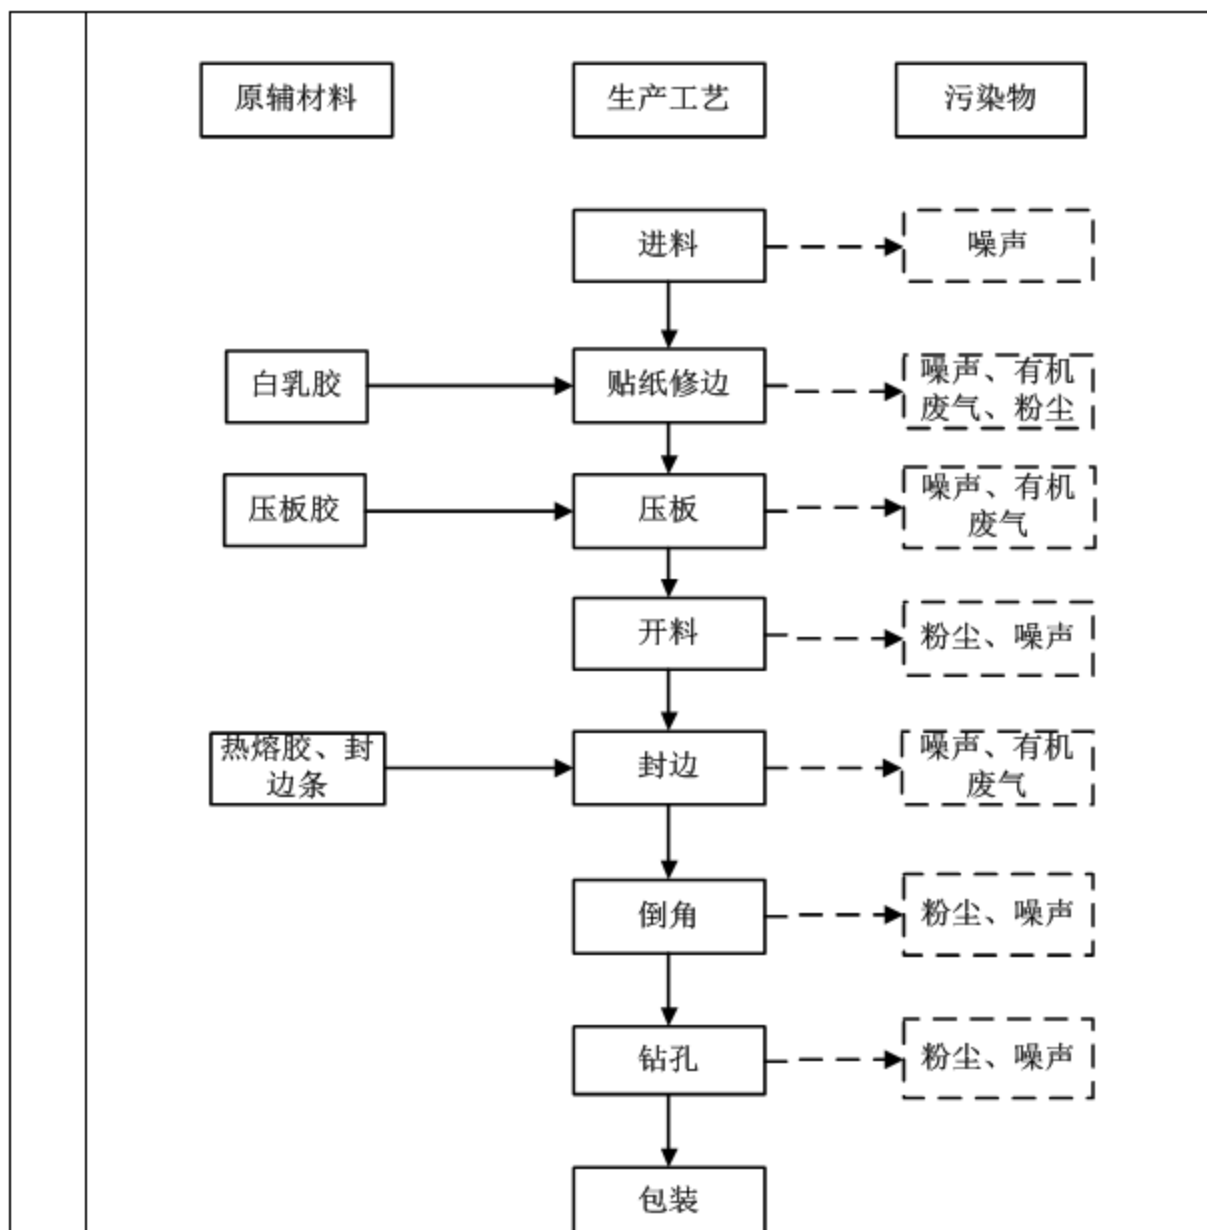 原辅材料
生产工艺
污染物
进料
噪声
白乳胶
贴纸修边
噪声、有机
废气、粉尘
压板胶
压板
噪声、有机
废气
开料
粉尘、噪声
热熔胶、封
边条
封边
噪声、有机
废气
倒角
粉尘、噪声
钻孔
粉尘、噪声
包装